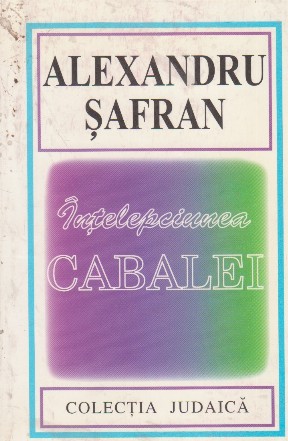 ALEXANDRU
ȘAFRAN
Înțelepciunea
CABALEI
COLECȚIA JUDAICĂ